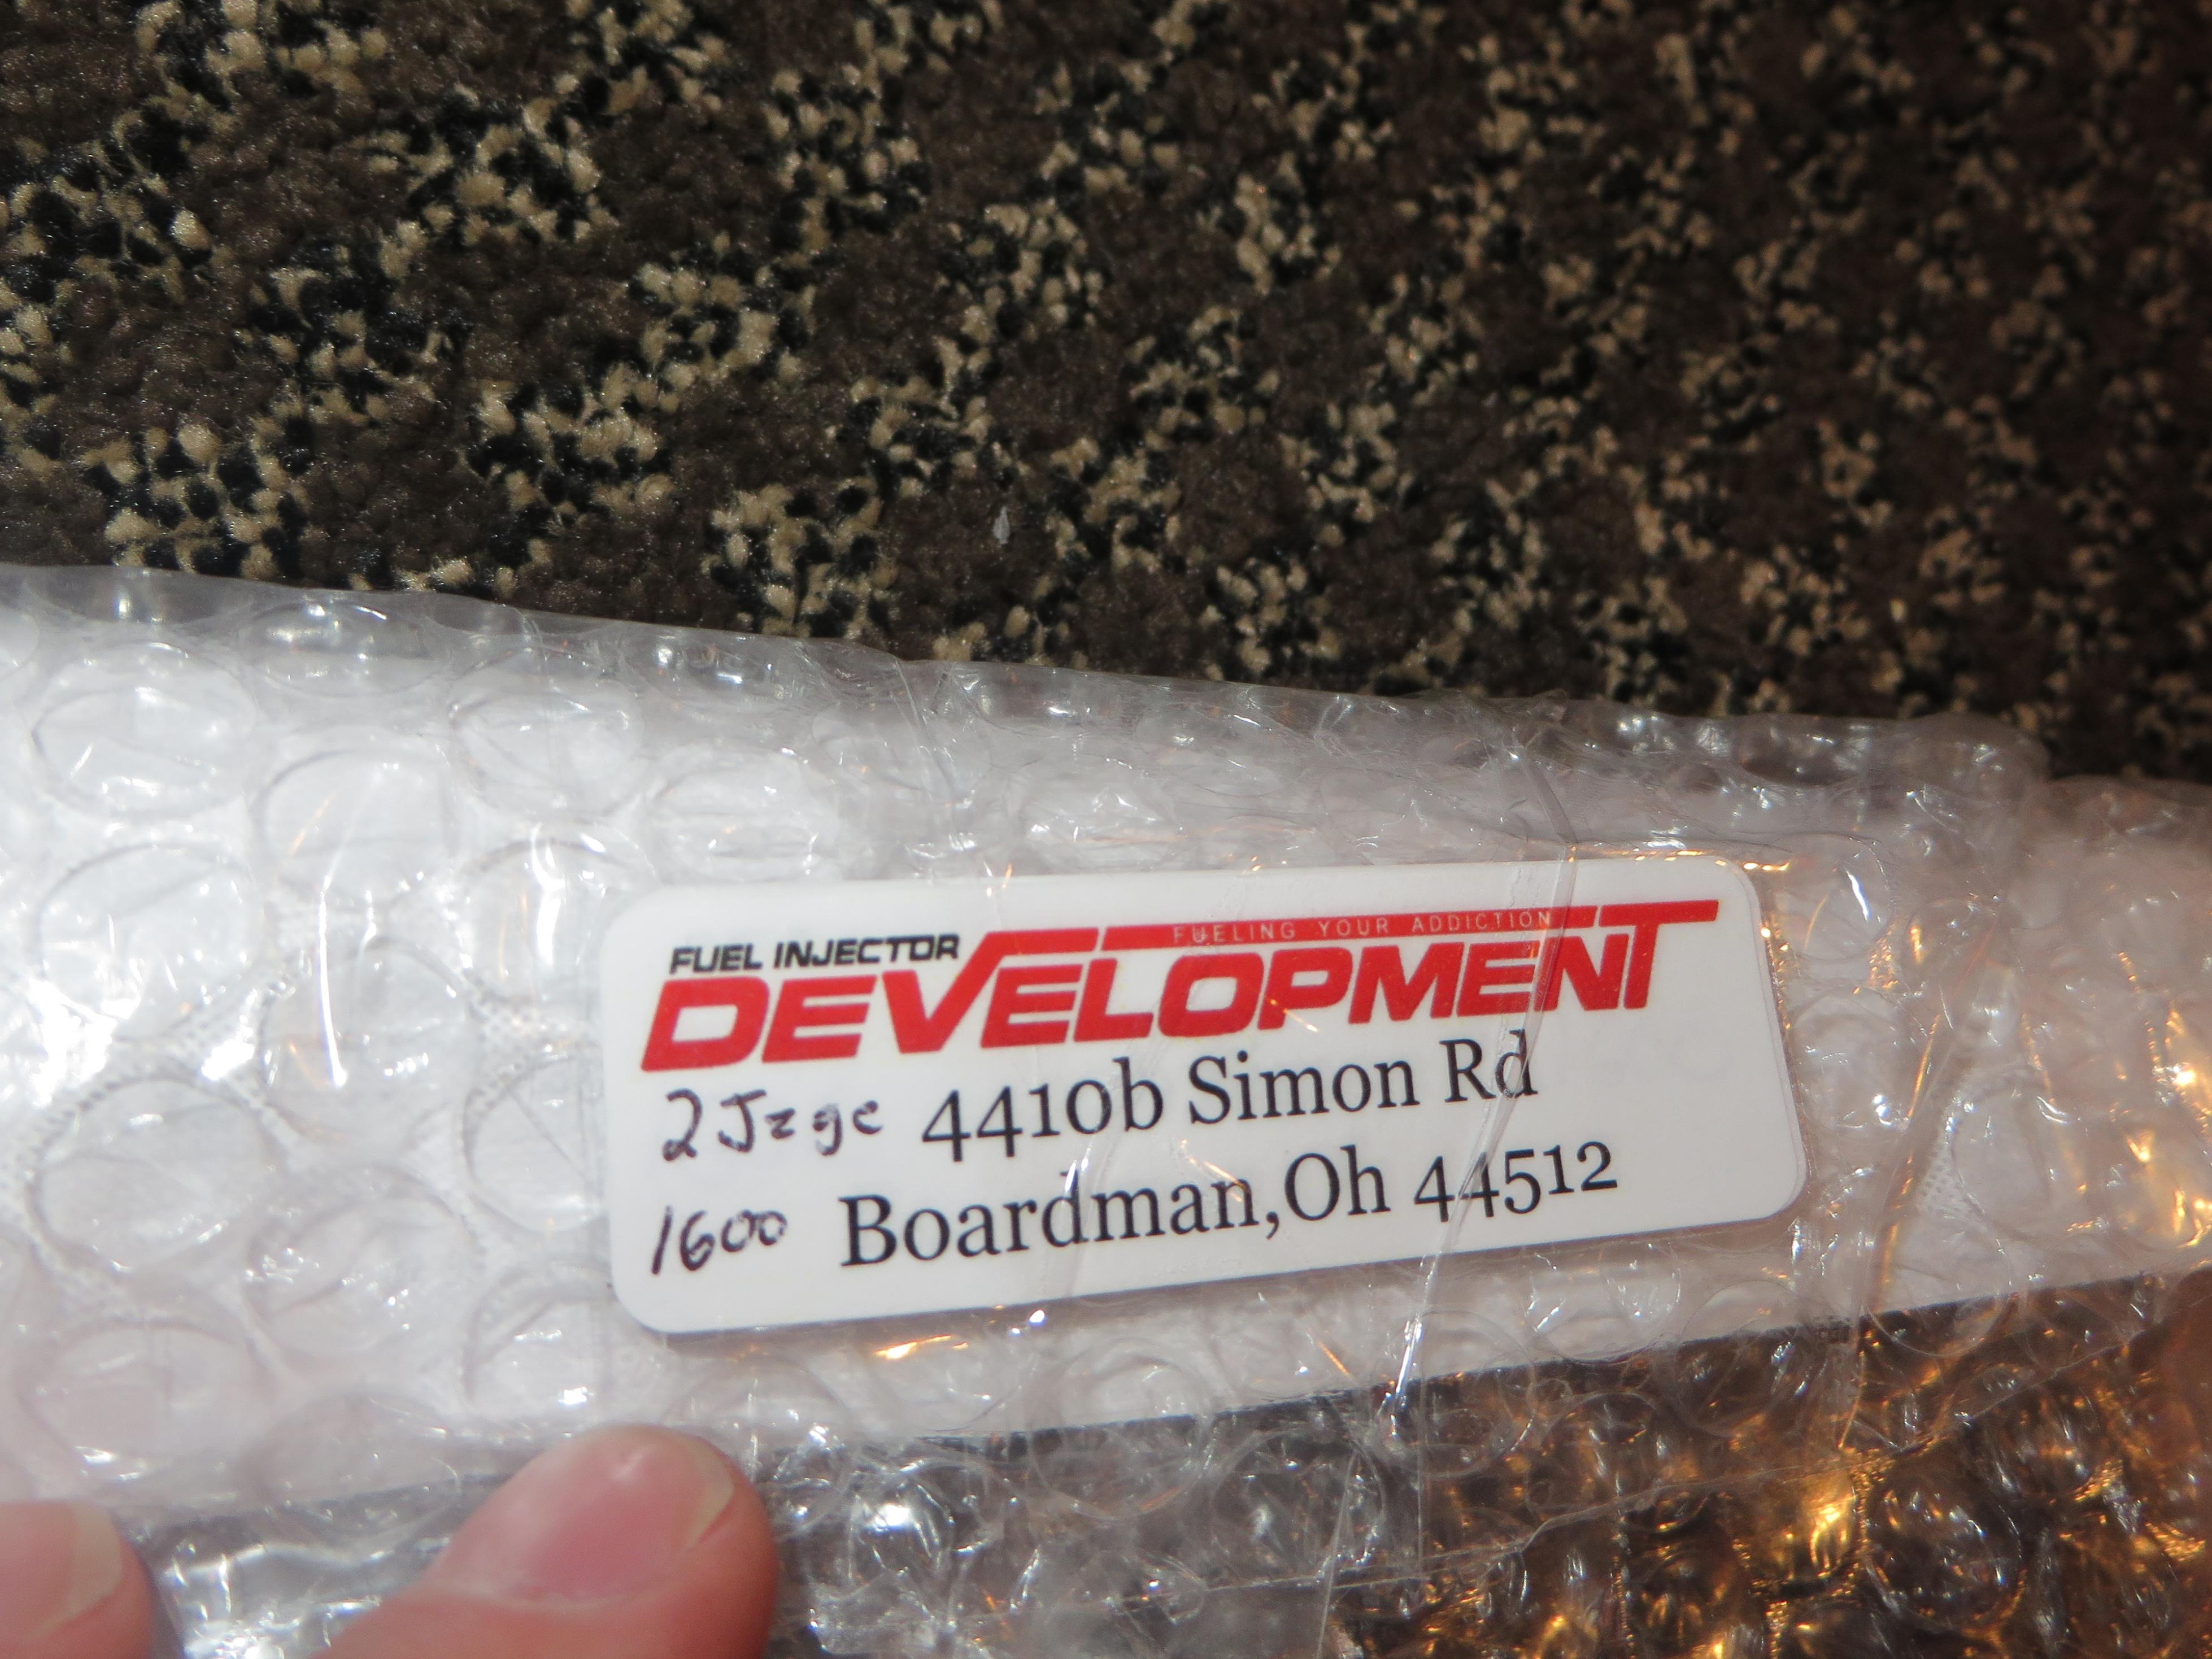 FUEL INJECTOR
FUELING YOUR ADDICTION
DEVELOPMENT
2Jzge 4410b Simon Rd
1600 Boardman,Oh 44512